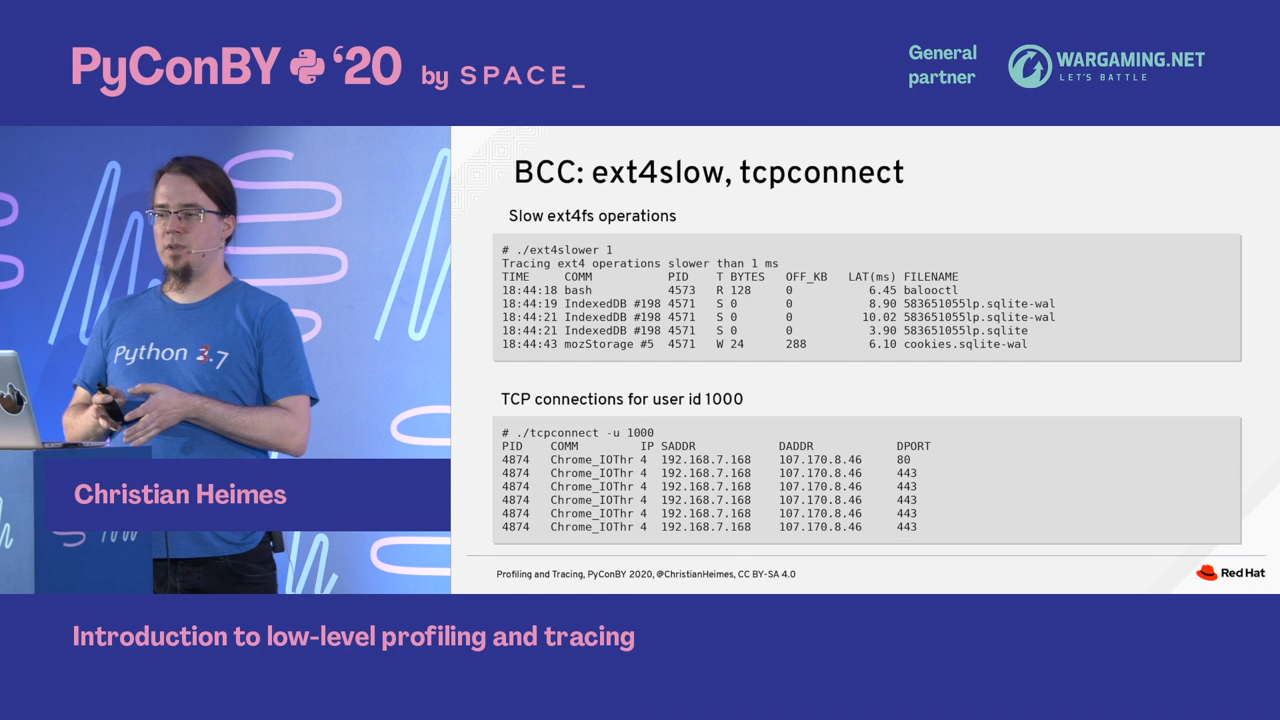 PyConBY '20 by SPACE_
General
partner
WARGAMING.NET
LET'S BATTLE
Python 2.7
Christian Heimes
BCC: ext4slow, tcpconnect
Slow ext4fs operations
# ./ext4slower 1
Tracing ext4 operations slower than 1 ms
TIME COMM PID T BYTES OFF_KB LAT(ms) FILENAME
18:44:18 bash 4573 R 128 0 6.45 balooctl
18:44:19 IndexedDB #198 4571 S 0 0 8.90 583651055lp.sqlite-wal
18:44:21 IndexedDB #198 4571 S 0 0 10.02 583651055lp.sqlite-wal
18:44:21 IndexedDB #198 4571 S 0 0 3.90 583651055lp.sqlite
18:44:43 mozStorage #5 4571 W 24 288 6.10 cookies.sqlite-wal
TCP connections for user id 1000
# ./tcpconnect -u 1000
PID COMM IP SADDR DADDR DPORT
4874 Chrome_IOThr 4 192.168.7.168 107.170.8.46 80
4874 Chrome_IOThr 4 192.168.7.168 107.170.8.46 443
4874 Chrome_IOThr 4 192.168.7.168 107.170.8.46 443
4874 Chrome_IOThr 4 192.168.7.168 107.170.8.46 443
4874 Chrome_IOThr 4 192.168.7.168 107.170.8.46 443
4874 Chrome_IOThr 4 192.168.7.168 107.170.8.46 443
Profiling and Tracing, PyConBY 2020, @ChristianHeimes, CC BY-SA 4.0
Red Hat
Introduction to low-level profiling and tracing